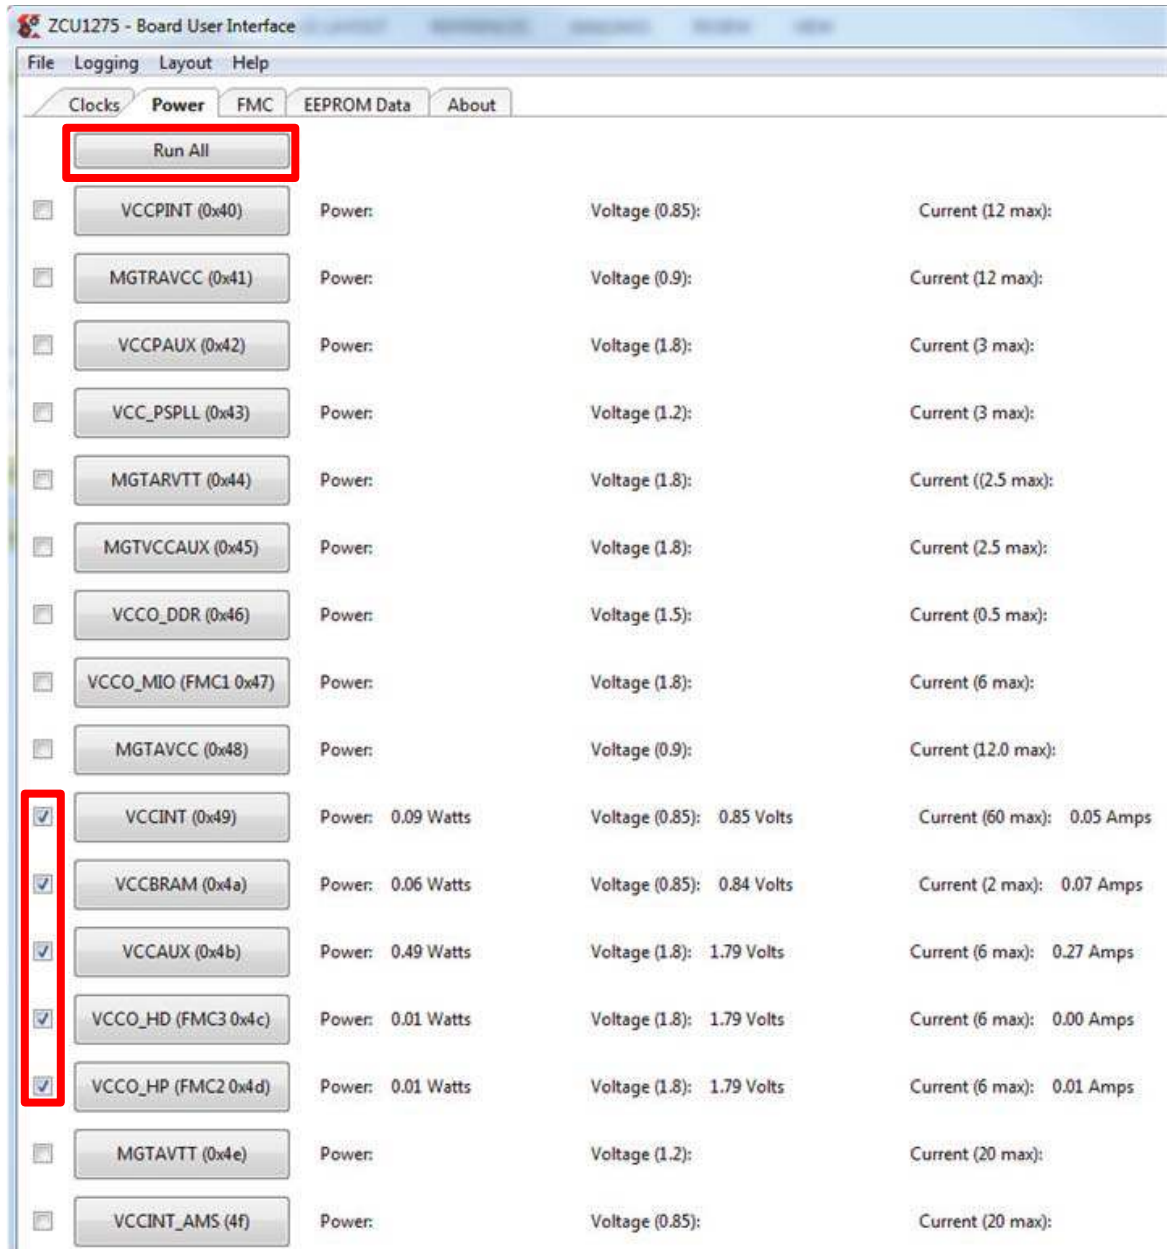 ZCU1275 - Board User Interface
File Logging Layout Help
Clocks Power FMC EEPROM Data About
Run All
VCCPINT (0x40) Power: Voltage (0.85): Current (12 max):
MGTRAVCC (0x41) Power: Voltage (0.9): Current (12 max):
VCCPAUX (0x42) Power: Voltage (1.8): Current (3 max):
VCC_PSPLL (0x43) Power: Voltage (1.2): Current (3 max):
MGTARVTT (0x44) Power: Voltage (1.8): Current ((2.5 max):
MGTVCCAUX (0x45) Power: Voltage (1.8): Current (2.5 max):
VCCO_DDR (0x46) Power: Voltage (1.5): Current (0.5 max):
VCCO_MIO (FMC1 0x47) Power: Voltage (1.8): Current (6 max):
MGTAVCC (0x48) Power: Voltage (0.9): Current (12.0 max):
VCCINT (0x49) Power: 0.09 Watts Voltage (0.85): 0.85 Volts Current (60 max): 0.05 Amps
VCCBRAM (0x4a) Power: 0.06 Watts Voltage (0.85): 0.84 Volts Current (2 max): 0.07 Amps
VCCAUX (0x4b) Power: 0.49 Watts Voltage (1.8): 1.79 Volts Current (6 max): 0.27 Amps
VCCO_HD (FMC3 0x4c) Power: 0.01 Watts Voltage (1.8): 1.79 Volts Current (6 max): 0.00 Amps
VCCO_HP (FMC2 0x4d) Power: 0.01 Watts Voltage (1.8): 1.79 Volts Current (6 max): 0.01 Amps
MGTAVTT (0x4e) Power: Voltage (1.2): Current (20 max):
VCCINT_AMS (4f) Power: Voltage (0.85): Current (20 max):